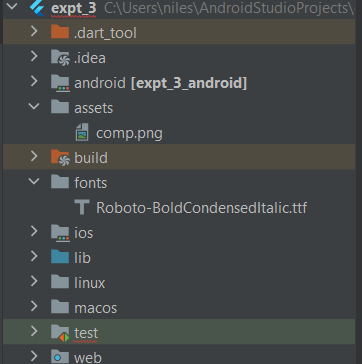 expt_3 C:\Users\niles\AndroidStudioProjects\
.dart_tool
.idea
android [expt_3_android]
assets
comp.png
build
fonts
Roboto-BoldCondensedItalic.ttf
ios
lib
linux
macos
test
web